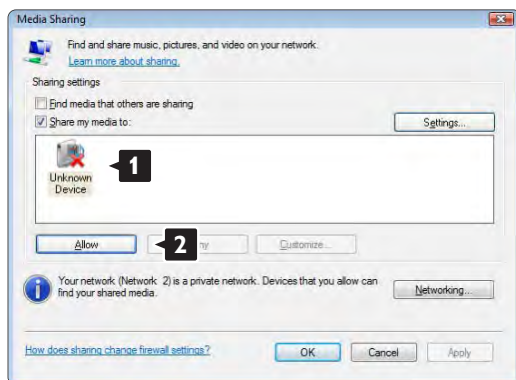 Media Sharing
Find and share music, pictures, and video on your network.
Learn more about sharing.
Sharing settings
Find media that others are sharing
Share my media to:
Settings...
1
Unknown
Device
Allow
2
ny
Customize...
Your network (Network 2) is a private network. Devices that you allow can
find your shared media.
Networking...
How does sharing change firewall settings?
OK
Cancel
Apply